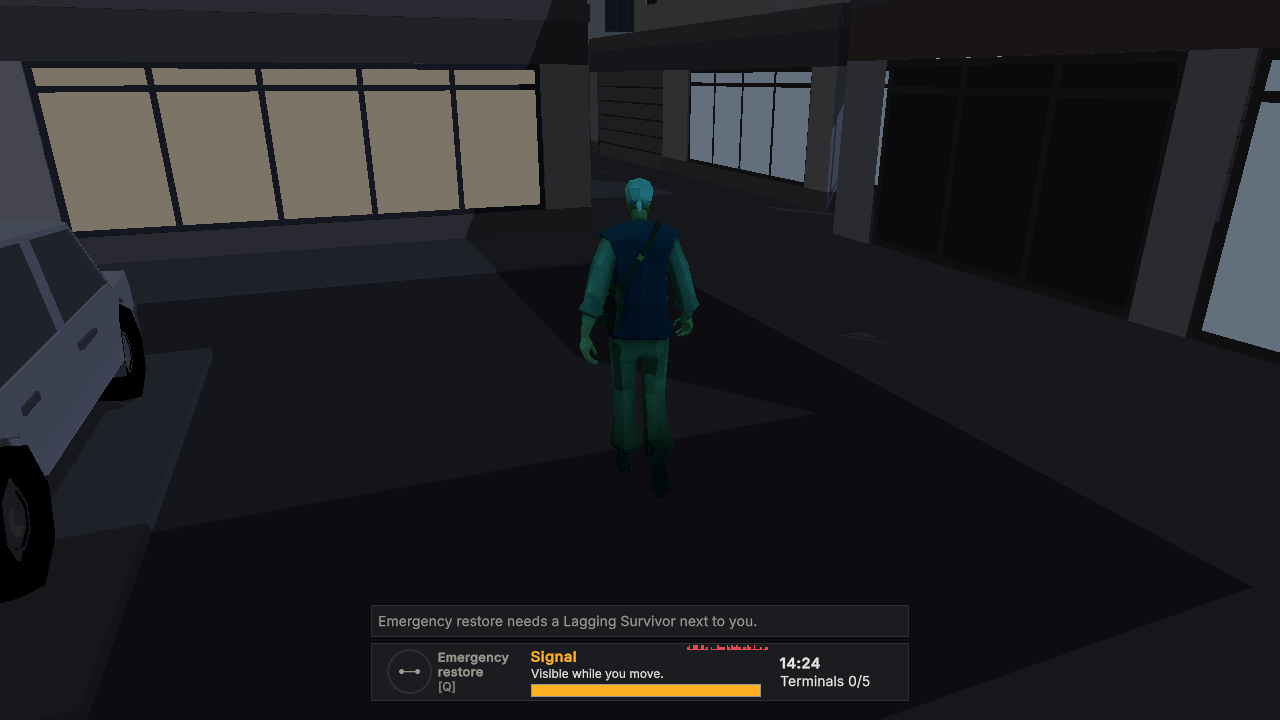 Emergency restore needs a Lagging Survivor next to you.
Emergency
restore
[Q]
Signal
Visible while you move.
14:24
Terminals 0/5